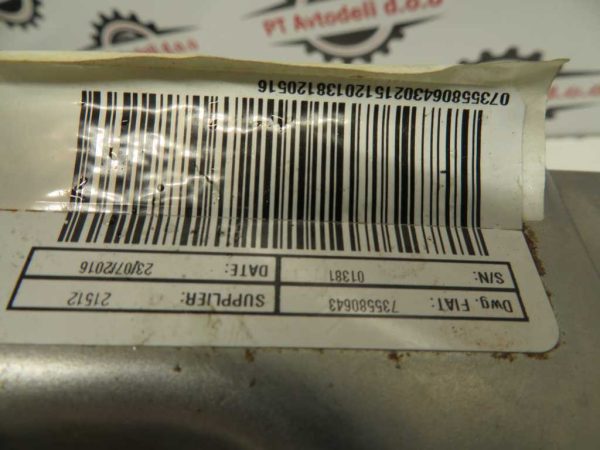 PT Avtodeli d.o.o
Dwg. FIAT: 735580643 SUPPLIER: 21512
S/N: 01381 DATE: 23/07/2016
07355806430215120138120516